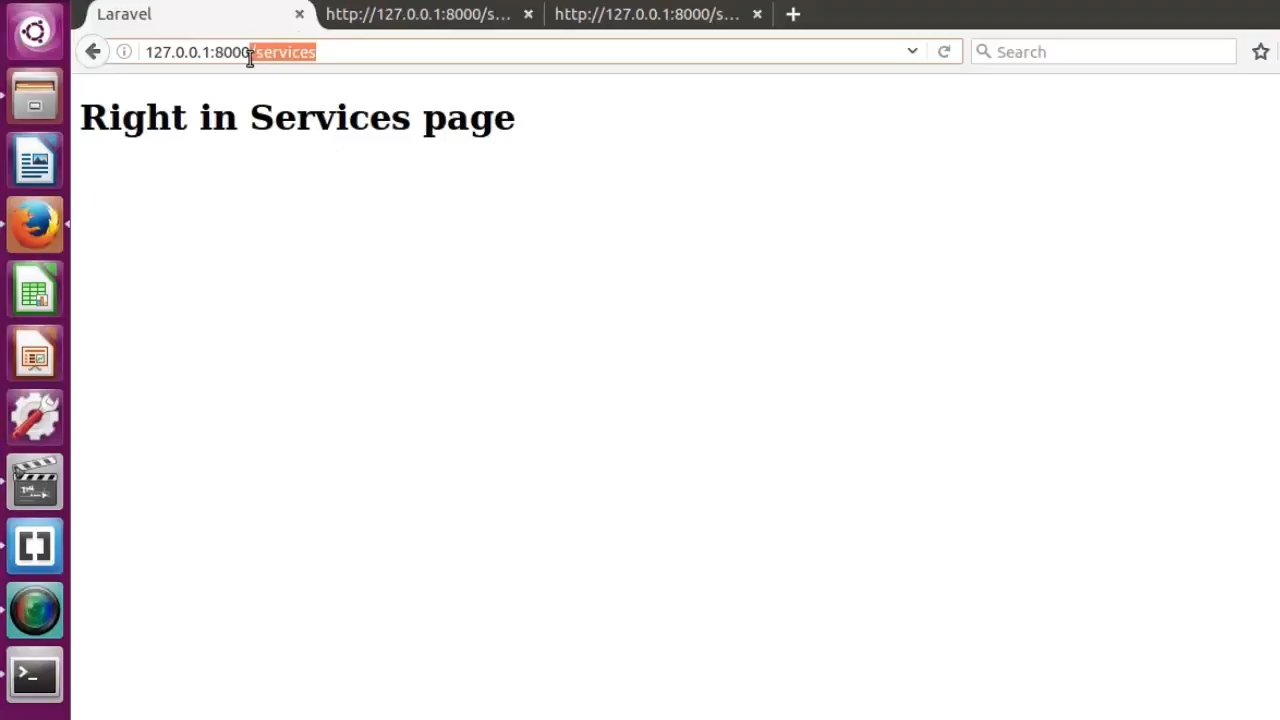 Laravel
http://127.0.0.1:8000/s...
http://127.0.0.1:8000/s...
127.0.0.1:8000/services
Search
Right in Services page